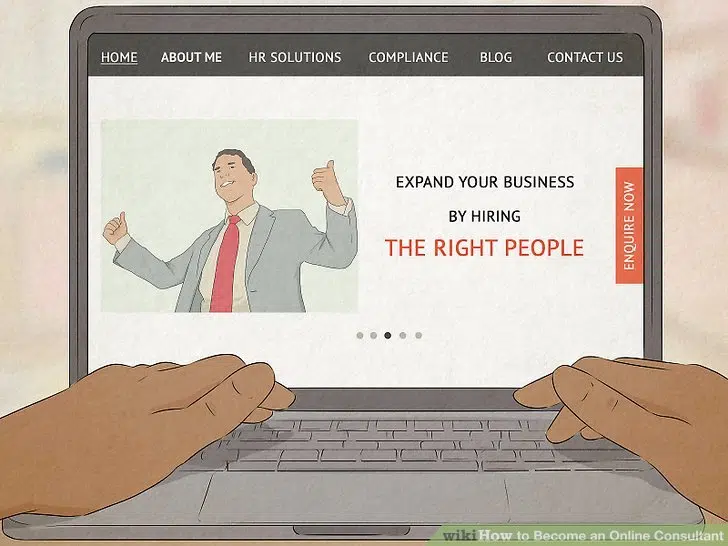 HOME ABOUT ME HR SOLUTIONS COMPLIANCE BLOG CONTACT US
EXPAND YOUR BUSINESS
BY HIRING
THE RIGHT PEOPLE
ENQUIRE NOW
wikiHow to Become an Online Consultant